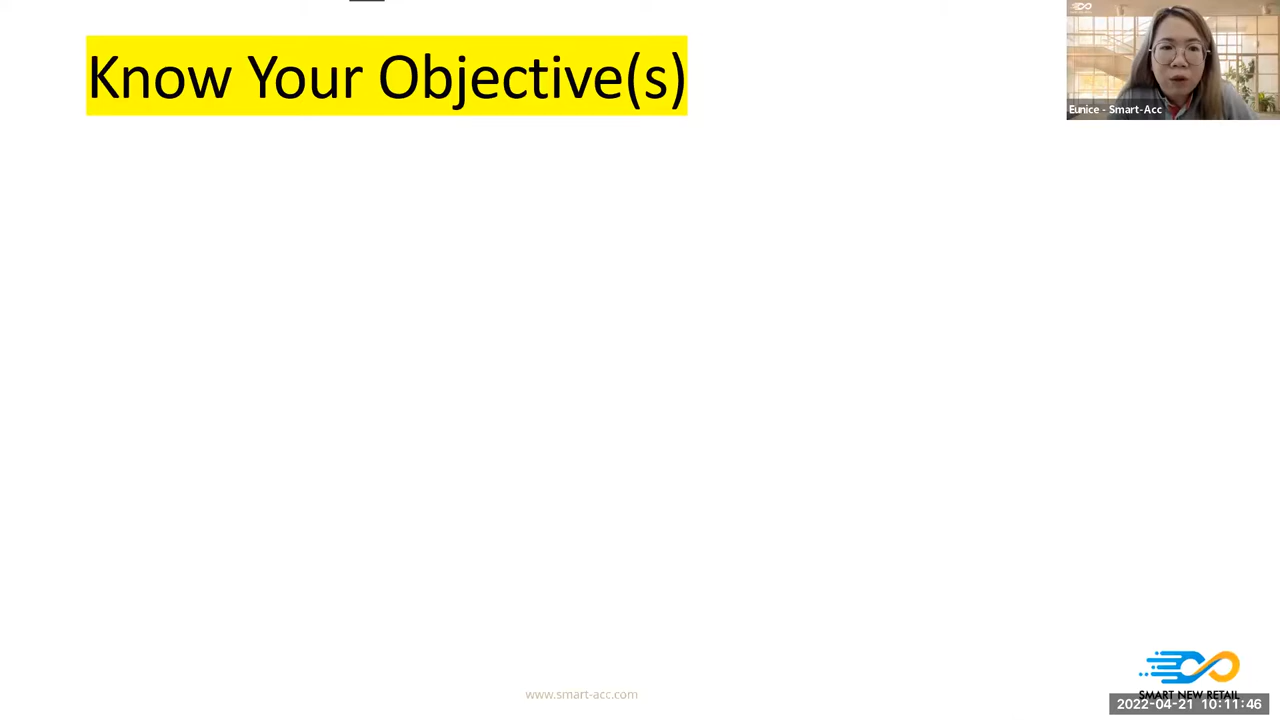 Know Your Objective(s)
Eunice - Smart-Acc
www.smart-acc.com
SMART NEW RETAIL
2022-04-21 10:11:46